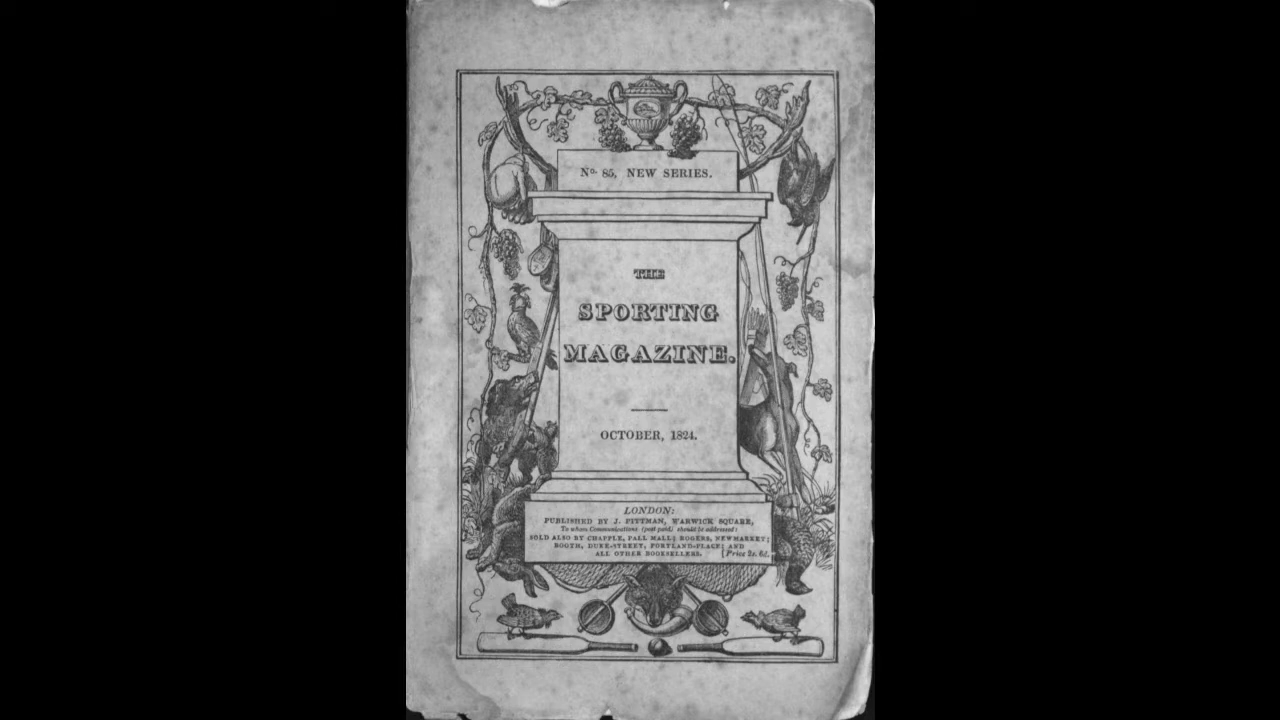 No. 85, NEW SERIES.
THE
SPORTING
MAGAZINE.
OCTOBER, 1824.
LONDON:
PUBLISHED BY J. PITTMAN, WARWICK SQUARE,
To whom Communications (post paid) should be addressed:
SOLD ALSO BY CHAPPLE, PALL MALL; ROGERS, NEWMARKET;
BOOTH, DUKE-STREET, PORTLAND-PLACE; AND
ALL OTHER BOOKSELLERS. [Price 2s. 6d.